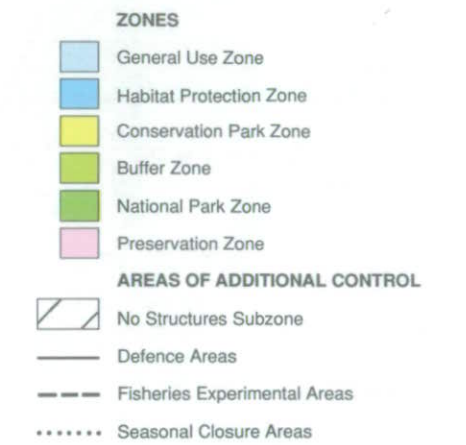 ZONES
General Use Zone
Habitat Protection Zone
Conservation Park Zone
Buffer Zone
National Park Zone
Preservation Zone
AREAS OF ADDITIONAL CONTROL
No Structures Subzone
Defence Areas
Fisheries Experimental Areas
Seasonal Closure Areas